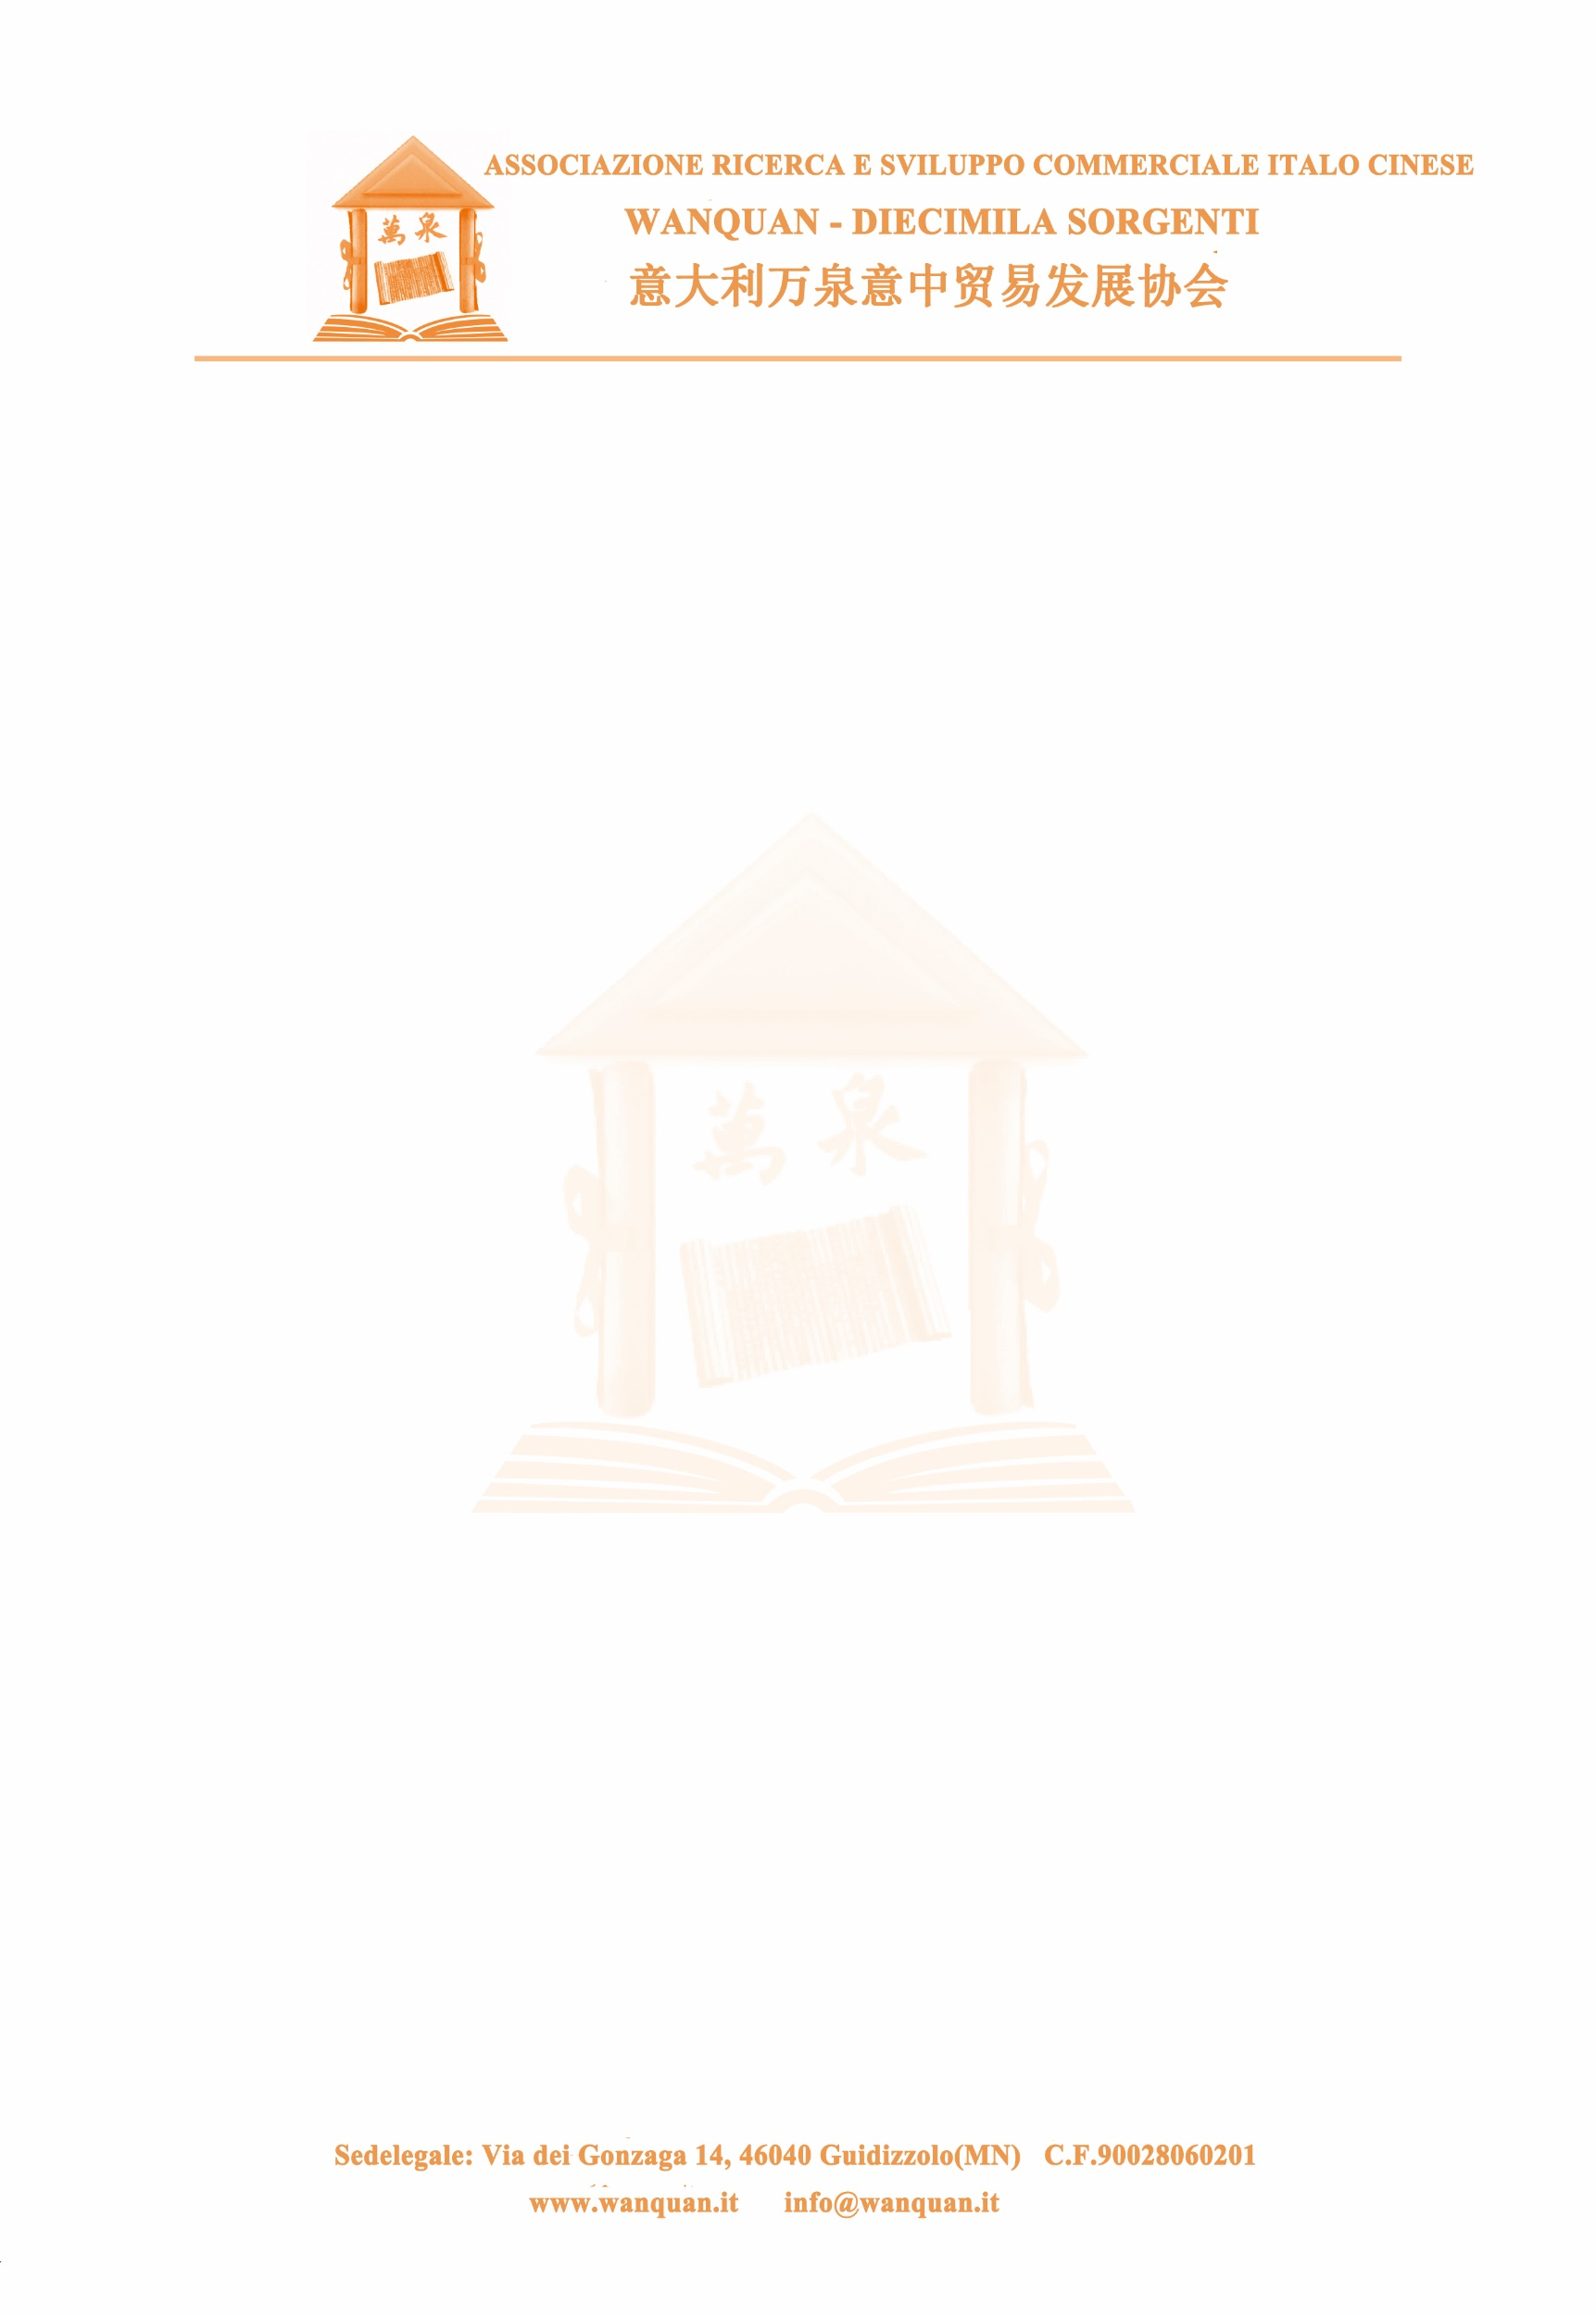 ASSOCIAZIONE RICERCA E SVILUPPO COMMERCIALE ITALO CINESE
WANQUAN - DIECIMILA SORGENTI
意大利万泉意中贸易发展协会
萬泉
萬泉
Sedelegale: Via dei Gonzaga 14, 46040 Guidizzolo(MN) C.F.90028060201
www.wanquan.it info@wanquan.it